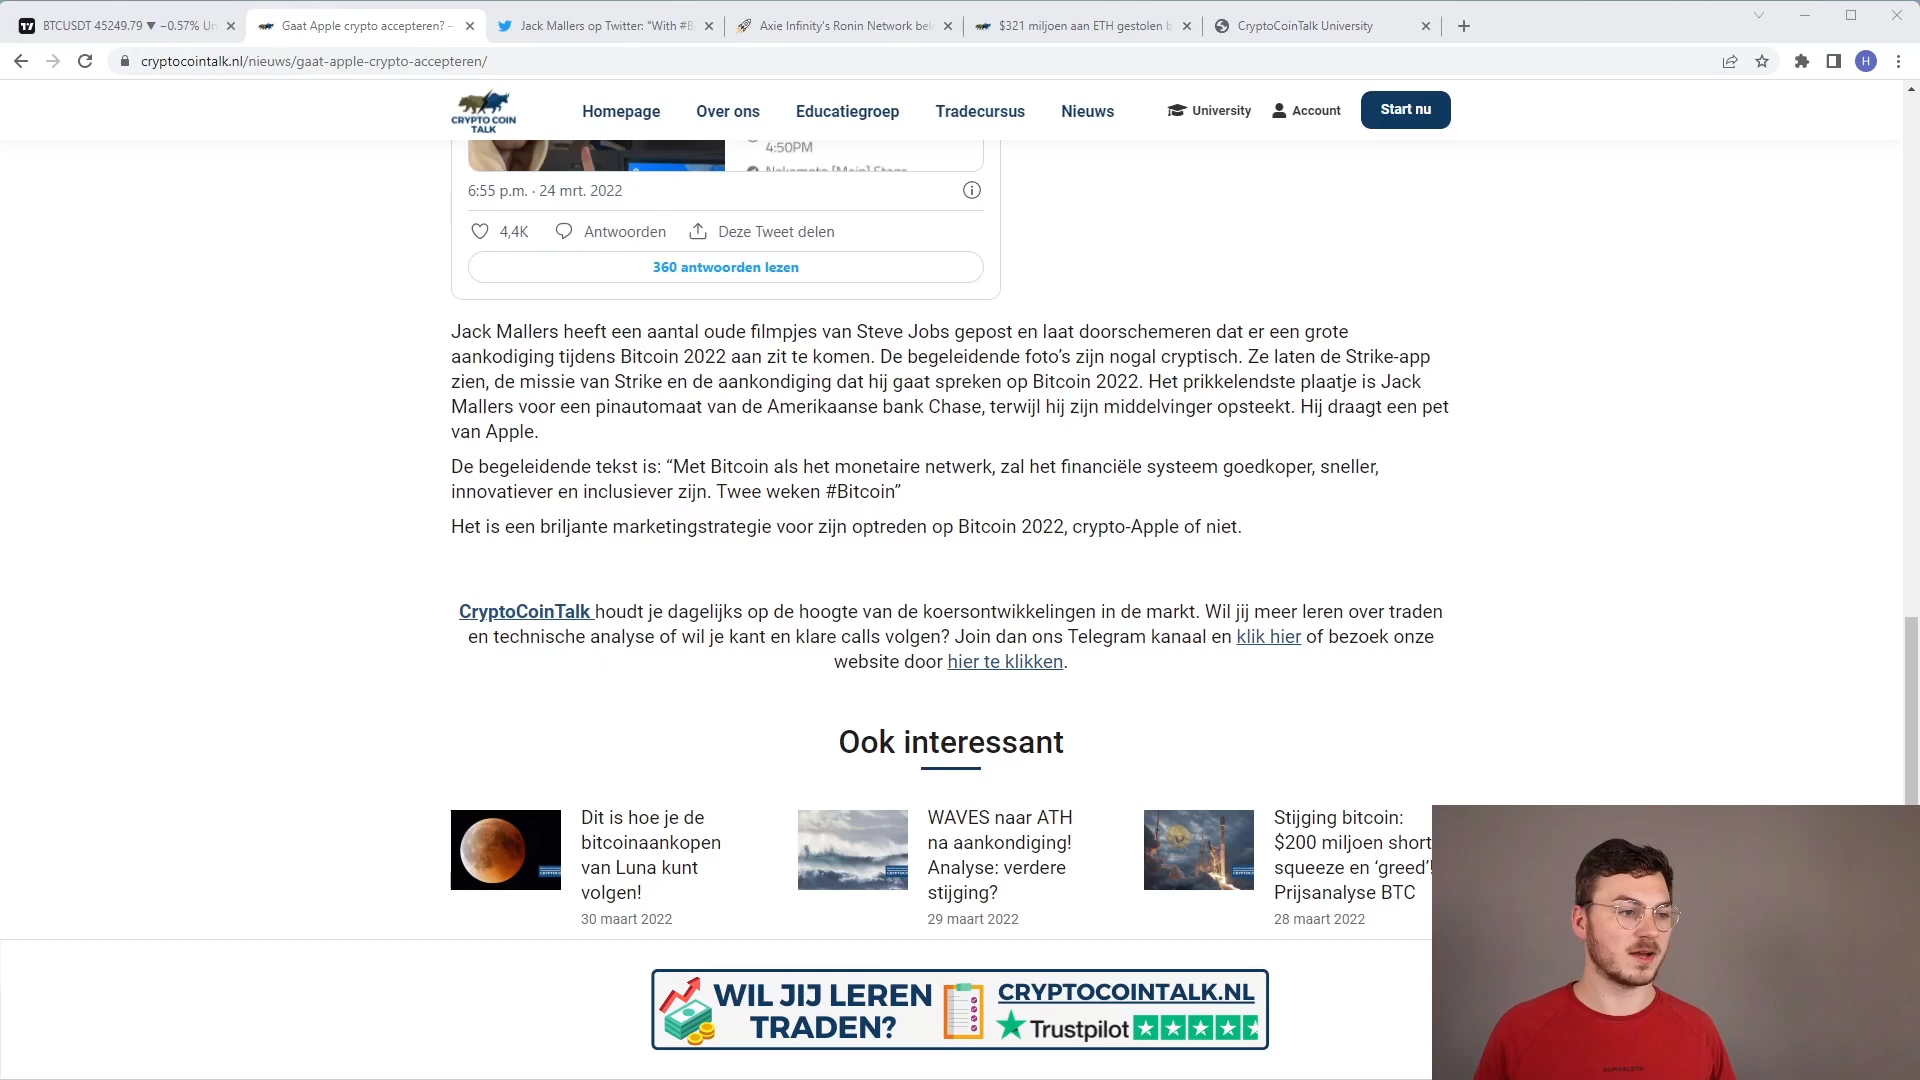 BTCUSDT 45249.79 ▼ −0.57% Un
Gaat Apple crypto accepteren? –
Jack Mallers op Twitter: "With #B
Axie Infinity's Ronin Network bel
$321 miljoen aan ETH gestolen b
CryptoCoinTalk University
cryptocointalk.nl/nieuws/gaat-apple-crypto-accepteren/
H
CRYPTO COIN
TALK
Homepage
Over ons
Educatiegroep
Tradecursus
Nieuws
University
Account
Start nu
4:50PM
Nakamoto [Main] Stage
6:55 p.m. · 24 mrt. 2022
4,4K
Antwoorden
Deze Tweet delen
360 antwoorden lezen
Jack Mallers heeft een aantal oude filmpjes van Steve Jobs gepost en laat doorschemeren dat er een grote
aankodiging tijdens Bitcoin 2022 aan zit te komen. De begeleidende foto’s zijn nogal cryptisch. Ze laten de Strike-app
zien, de missie van Strike en de aankondiging dat hij gaat spreken op Bitcoin 2022. Het prikkelendste plaatje is Jack
Mallers voor een pinautomaat van de Amerikaanse bank Chase, terwijl hij zijn middelvinger opsteekt. Hij draagt een pet
van Apple.
De begeleidende tekst is: “Met Bitcoin als het monetaire netwerk, zal het financiële systeem goedkoper, sneller,
innovatiever en inclusiever zijn. Twee weken #Bitcoin”
Het is een briljante marketingstrategie voor zijn optreden op Bitcoin 2022, crypto-Apple of niet.
CryptoCoinTalk houdt je dagelijks op de hoogte van de koersontwikkelingen in de markt. Wil jij meer leren over traden
en technische analyse of wil je kant en klare calls volgen? Join dan ons Telegram kanaal en klik hier of bezoek onze
website door hier te klikken.
Ook interessant
Dit is hoe je de
bitcoinaankopen
van Luna kunt
volgen!
30 maart 2022
WAVES naar ATH
na aankondiging!
Analyse: verdere
stijging?
29 maart 2022
Stijging bitcoin:
$200 miljoen short
squeeze en ‘greed’!
Prijsanalyse BTC
28 maart 2022
WIL JIJ LEREN
TRADEN?
CRYPTOCOINTALK.NL
Trustpilot